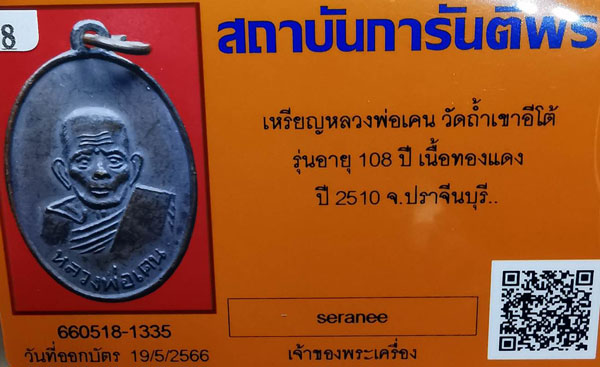 8
สถาบันการันตีพร
เหรียญหลวงพ่อเคน วัดถ้ำเขาอีโต้
รุ่นอายุ 108 ปี เนื้อทองแดง
ปี 2510 จ.ปราจีนบุรี..
หลวงพ่อเคน
seranee
660518-1335
วันที่ออกบัตร 19/5/2566
เจ้าของพระเครื่อง